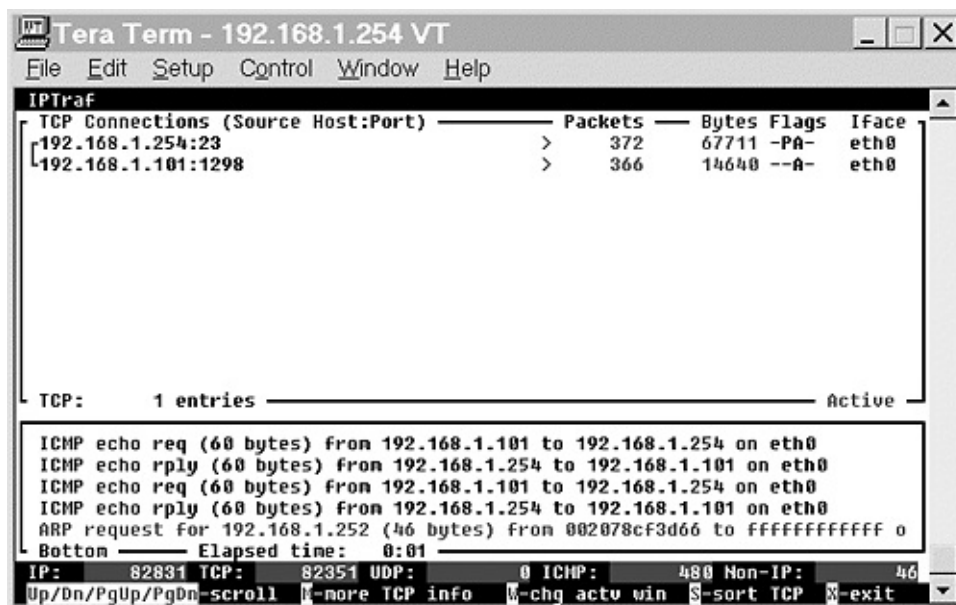 Tera Term - 192.168.1.254 VT
File Edit Setup Control Window Help
IPTraf
TCP Connections (Source Host:Port) Packets Bytes Flags Iface
192.168.1.254:23 > 372 67711 -PA- eth0
192.168.1.101:1298 > 366 14640 --A- eth0
TCP: 1 entries Active
ICMP echo req (60 bytes) from 192.168.1.101 to 192.168.1.254 on eth0
ICMP echo rply (60 bytes) from 192.168.1.254 to 192.168.1.101 on eth0
ICMP echo req (60 bytes) from 192.168.1.101 to 192.168.1.254 on eth0
ICMP echo rply (60 bytes) from 192.168.1.254 to 192.168.1.101 on eth0
ARP request for 192.168.1.252 (46 bytes) from 002078cf3d66 to ffffffffffff o
Bottom Elapsed time: 0:01
IP: 82831 TCP: 82351 UDP: 0 ICMP: 480 Non-IP: 46
Up/Dn/PgUp/PgDn-scroll M-more TCP info W-chg actv win S-sort TCP X-exit